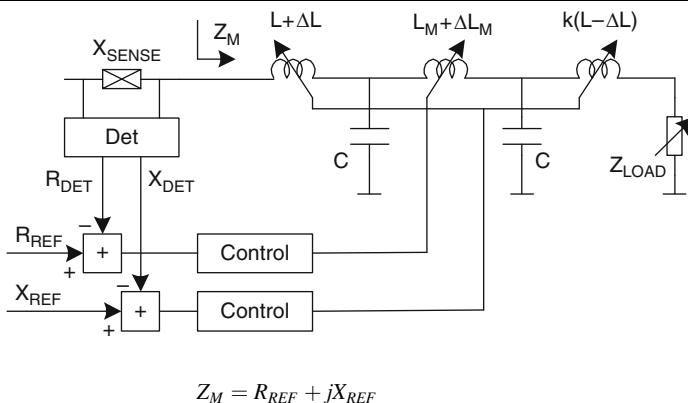 L+ΔL
L_M+ΔL_M
k(L−ΔL)
Z_M
X_SENSE
Det
C
C
Z_LOAD
R_DET
X_DET
−
R_REF
+
+
Control
−
X_REF
+
+
Control
Z_M = R_REF + jX_REF